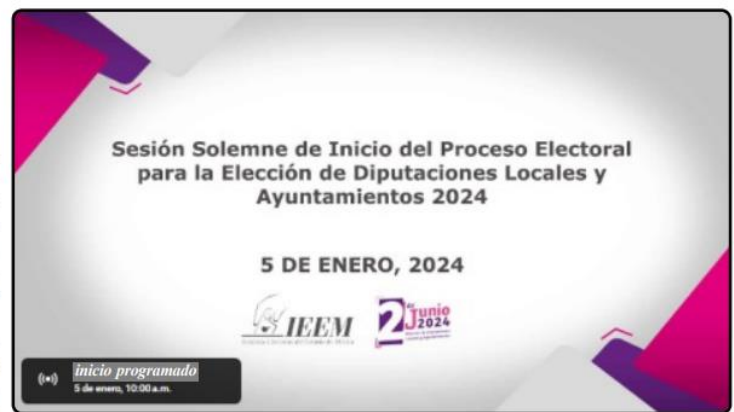 Sesión Solemne de Inicio del Proceso Electoral
para la Elección de Diputaciones Locales y
Ayuntamientos 2024
5 DE ENERO, 2024
IEEM
2 de Junio
2024
inicio programado
5 de enero, 10:00 a.m.